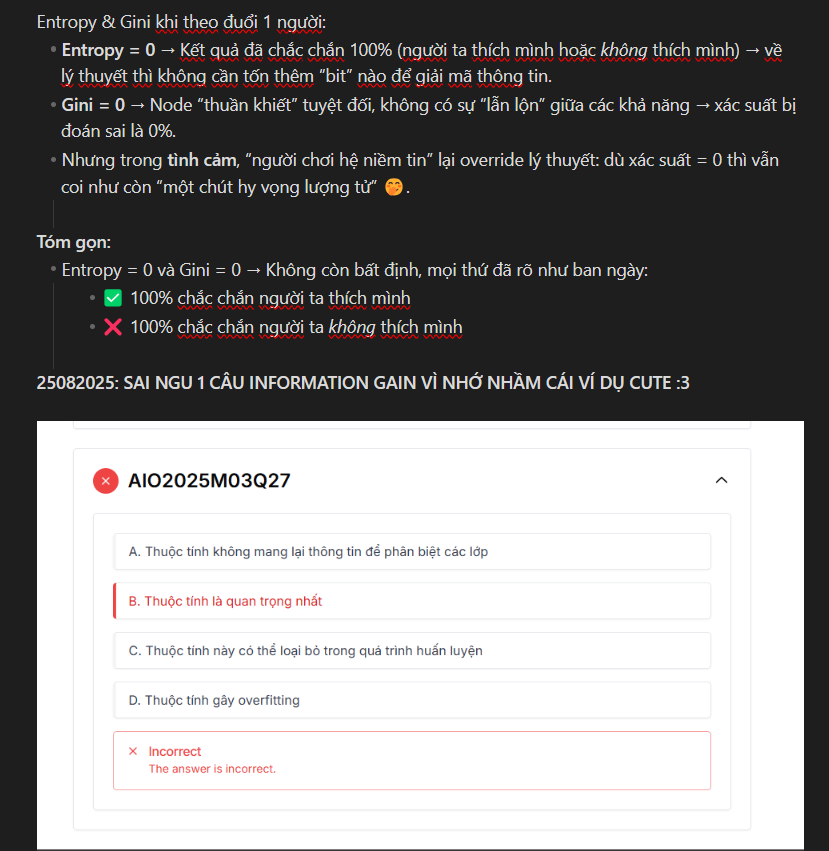 Entropy & Gini khi theo đuổi 1 người:
• Entropy = 0 → Kết quả đã chắc chắn 100% (người ta thích mình hoặc không thích mình) → về
lý thuyết thì không cần tốn thêm “bit” nào để giải mã thông tin.
• Gini = 0 → Node “thuần khiết” tuyệt đối, không có sự “lẫn lộn” giữa các khả năng → xác suất bị
đoán sai là 0%.
• Nhưng trong tình cảm, “người chơi hệ niềm tin” lại override lý thuyết: dù xác suất = 0 thì vẫn
coi như còn “một chút hy vọng lượng tử” 🤭.
Tóm gọn:
• Entropy = 0 và Gini = 0 → Không còn bất định, mọi thứ đã rõ như ban ngày:
• ✅ 100% chắc chắn người ta thích mình
• ❌ 100% chắc chắn người ta không thích mình
25082025: SAI NGU 1 CÂU INFORMATION GAIN VÌ NHỚ NHẦM CÁI VÍ DỤ CUTE :3
AIO2025M03Q27
A. Thuộc tính không mang lại thông tin để phân biệt các lớp
B. Thuộc tính là quan trọng nhất
C. Thuộc tính này có thể loại bỏ trong quá trình huấn luyện
D. Thuộc tính gây overfitting
Incorrect
The answer is incorrect.